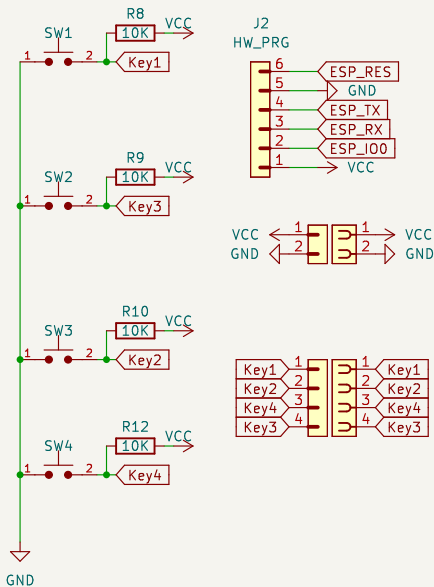 R8
SW1
VCC
10K
1
2
Key1
R9
SW2
VCC
10K
1
2
Key3
R10
SW3
VCC
10K
1
2
Key2
R12
SW4
VCC
10K
1
2
Key4
GND
J2
HW_PRG
6 ESP_RES
5 GND
4 ESP_TX
3 ESP_RX
2 ESP_IO0
1 VCC
VCC 1 1 VCC
GND 2 2 GND
Key1 1 1 Key1
Key2 2 2 Key2
Key4 3 3 Key4
Key3 4 4 Key3